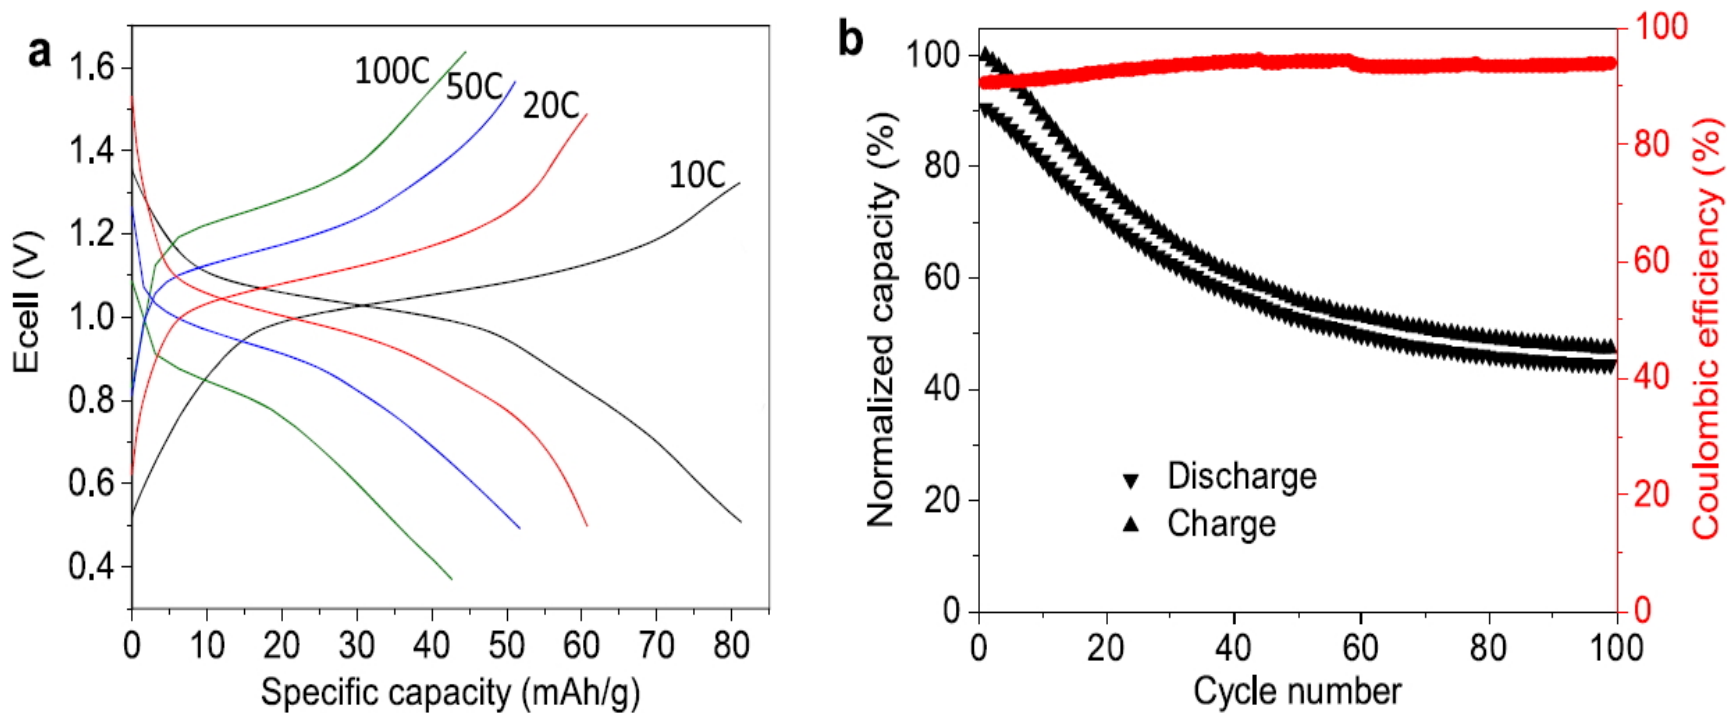 a
1.6
1.4
1.2
1.0
0.8
0.6
0.4
Ecell (V)
100C
50C
20C
10C
0 10 20 30 40 50 60 70 80
Specific capacity (mAh/g)
b
100
80
60
40
20
0
Normalized capacity (%)
Discharge
Charge
100
80
60
40
20
0
Coulombic efficiency (%)
0 20 40 60 80 100
Cycle number